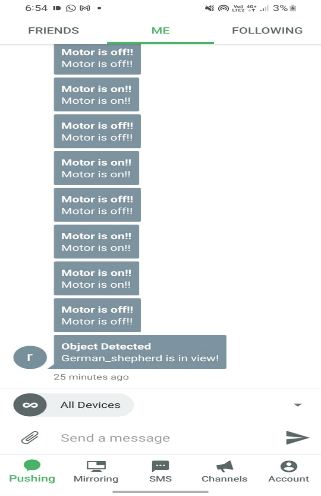 6:54
3%
FRIENDS
ME
FOLLOWING
Motor is off!!
Motor is off!!
Motor is on!!
Motor is on!!
Motor is off!!
Motor is off!!
Motor is on!!
Motor is on!!
Motor is off!!
Motor is off!!
Motor is on!!
Motor is on!!
Motor is on!!
Motor is on!!
Motor is off!!
Motor is off!!
r
Object Detected
German_shepherd is in view!
25 minutes ago
All Devices
Send a message
Pushing
Mirroring
SMS
Channels
Account